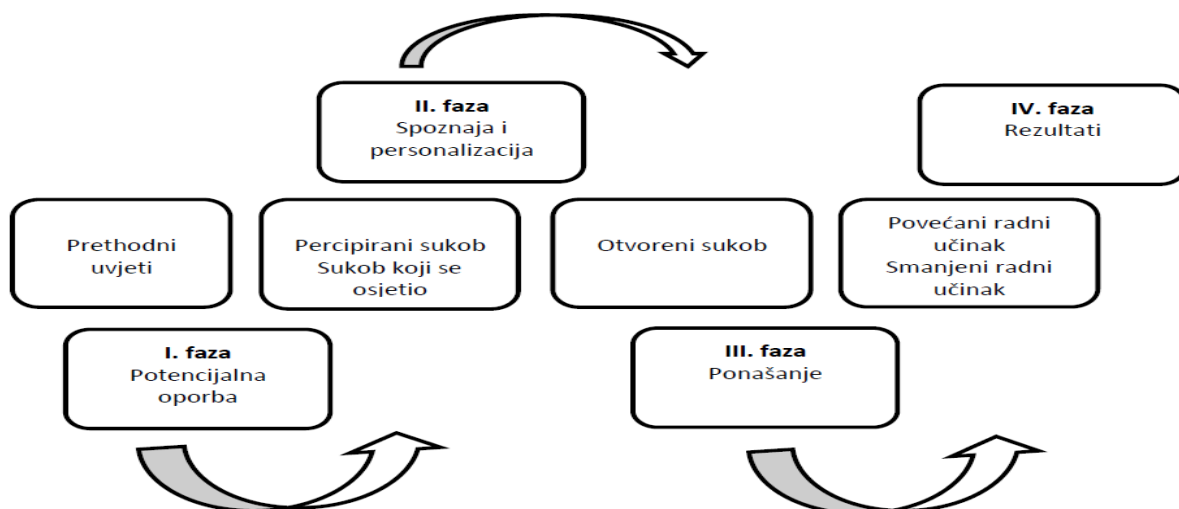 II. faza
Spoznaja i
personalizacija
IV. faza
Rezultati
Prethodni
uvjeti
Percipirani sukob
Sukob koji se
osjetio
Otvoreni sukob
Povećani radni
učinak
Smanjeni radni
učinak
I. faza
Potencijalna
oporba
III. faza
Ponašanje